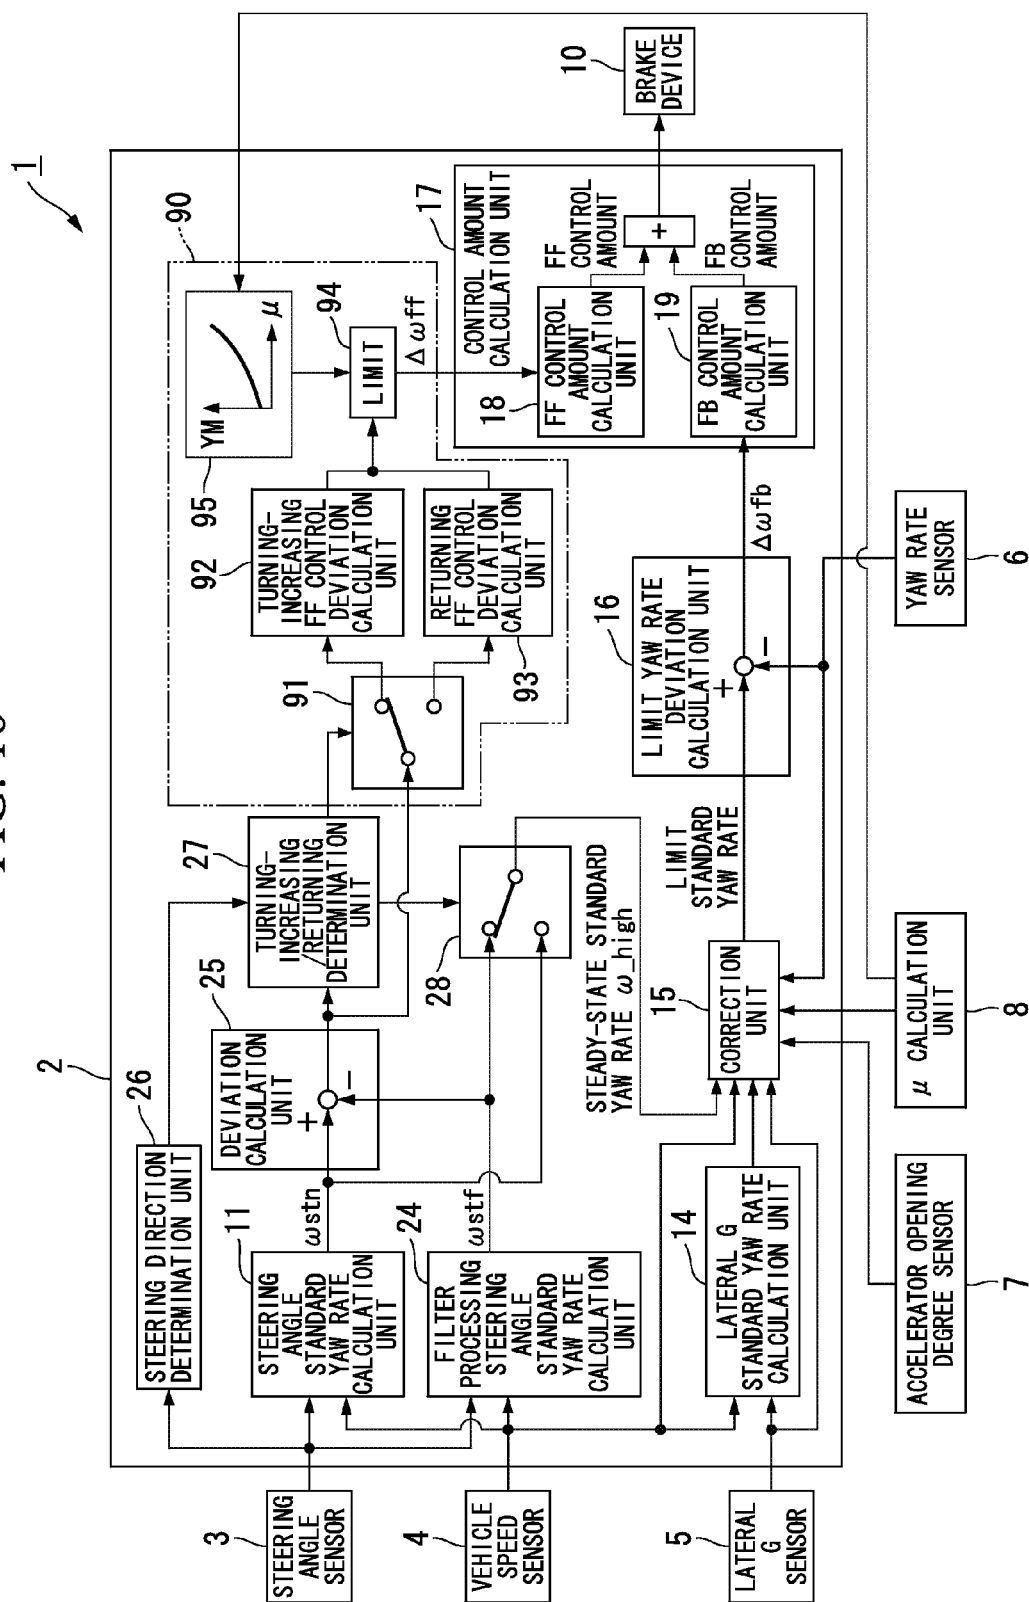 1
2
90
3
STEERING
ANGLE
SENSOR
26
STEERING DIRECTION
DETERMINATION UNIT
11
STEERING
ANGLE
STANDARD
YAW RATE
CALCULATION
UNIT
ωstn
25
DEVIATION
CALCULATION
UNIT
+
−
27
TURNING-
INCREASING
/RETURNING
DETERMINATION
UNIT
91
92
TURNING-
INCREASING
FF CONTROL
DEVIATION
CALCULATION
UNIT
93
RETURNING
FF CONTROL
DEVIATION
CALCULATION
UNIT
95
YM
μ
94
LIMIT
Δωff
4
VEHICLE
SPEED
SENSOR
24
FILTER
PROCESSING
STEERING
ANGLE
STANDARD
YAW RATE
CALCULATION
UNIT
ωstf
28
STEADY-STATE STANDARD
YAW RATE ω_high
17
CONTROL AMOUNT
CALCULATION UNIT
18
FF CONTROL
AMOUNT
CALCULATION
UNIT
FF
CONTROL
AMOUNT
19
FB CONTROL
AMOUNT
CALCULATION
UNIT
FB
CONTROL
AMOUNT
+
10
BRAKE
DEVICE
5
LATERAL
G
SENSOR
14
LATERAL G
STANDARD YAW RATE
CALCULATION UNIT
15
CORRECTION
UNIT
LIMIT
STANDARD
YAW RATE
16
LIMIT YAW RATE
DEVIATION
CALCULATION UNIT
+
−
Δωfb
7
ACCELERATOR OPENING
DEGREE SENSOR
8
μ CALCULATION
UNIT
6
YAW RATE
SENSOR